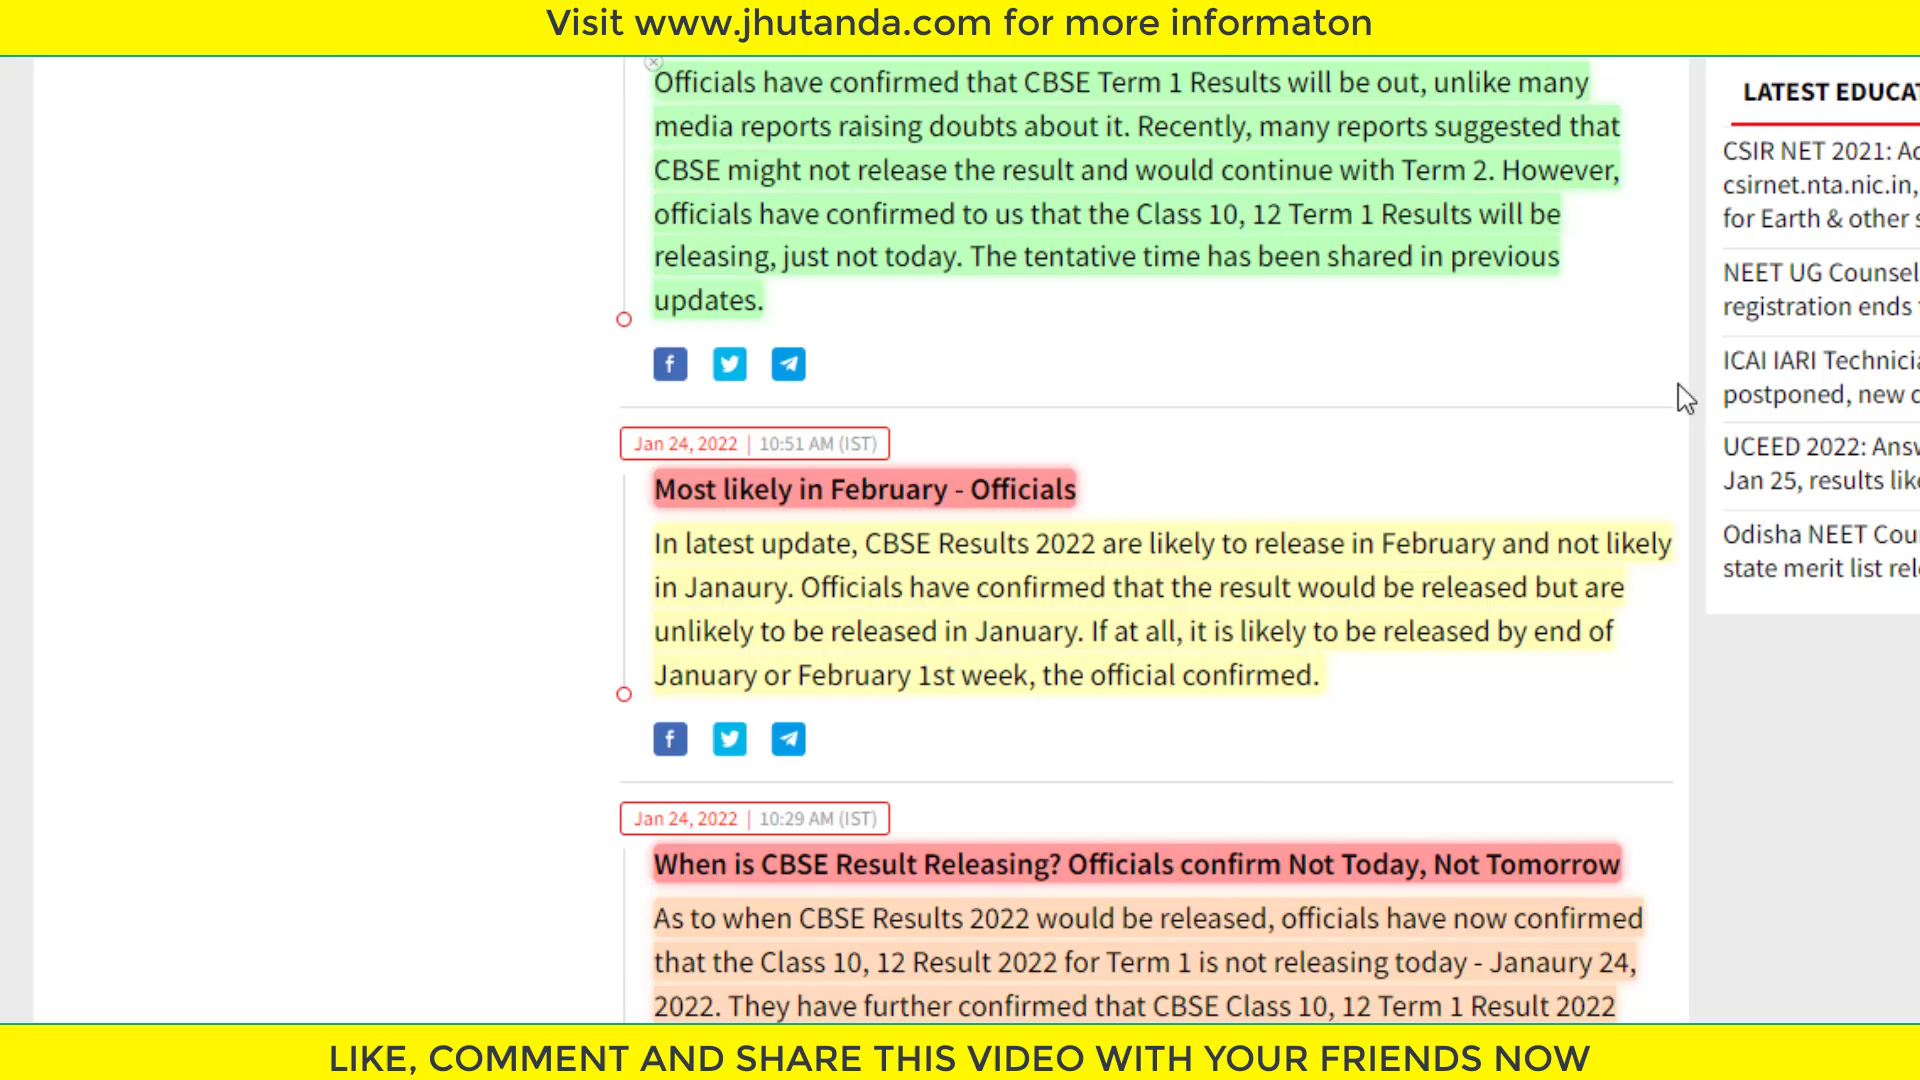 Visit www.jhutanda.com for more informaton
Officials have confirmed that CBSE Term 1 Results will be out, unlike many
media reports raising doubts about it. Recently, many reports suggested that
CBSE might not release the result and would continue with Term 2. However,
officials have confirmed to us that the Class 10, 12 Term 1 Results will be
releasing, just not today. The tentative time has been shared in previous
updates.
Jan 24, 2022 | 10:51 AM (IST)
Most likely in February - Officials
In latest update, CBSE Results 2022 are likely to release in February and not likely
in Janaury. Officials have confirmed that the result would be released but are
unlikely to be released in January. If at all, it is likely to be released by end of
January or February 1st week, the official confirmed.
Jan 24, 2022 | 10:29 AM (IST)
When is CBSE Result Releasing? Officials confirm Not Today, Not Tomorrow
As to when CBSE Results 2022 would be released, officials have now confirmed
that the Class 10, 12 Result 2022 for Term 1 is not releasing today - Janaury 24,
2022. They have further confirmed that CBSE Class 10, 12 Term 1 Result 2022
LATEST
CSIR NET 2021:
csirnet.nta.nic.in,
for Earth & other
NEET UG
registration ends
ICAI IARI
postponed, new
UCEED 2022:
Jan 25, results
Odisha NEET
state merit list
LIKE, COMMENT AND SHARE THIS VIDEO WITH YOUR FRIENDS NOW